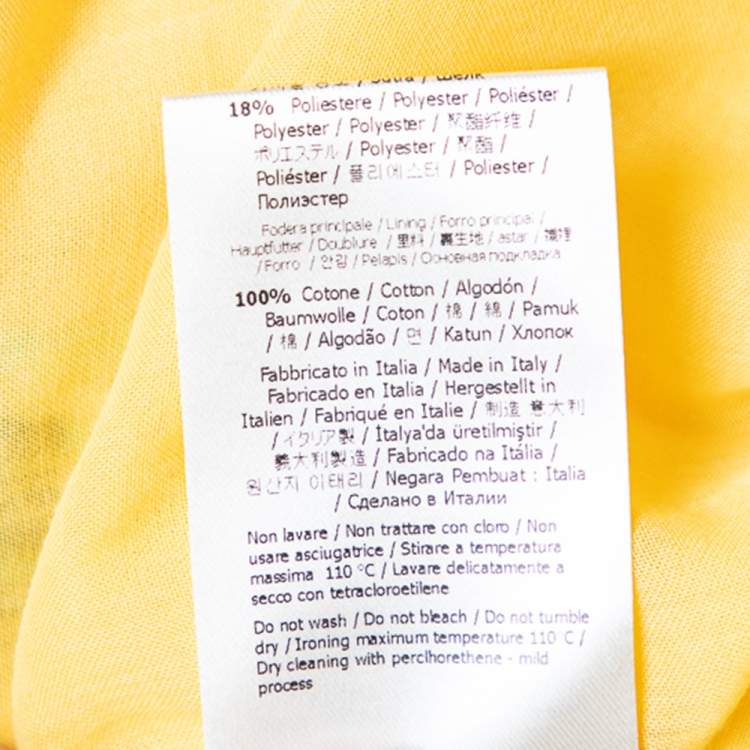 / Sutra / Шёлк
18% Poliestere / Polyester / Poliéster /
Polyester / Polyester / 聚酯纤维 /
ポリエステル / Polyester / 聚酯 /
Poliéster / 폴리에스터 / Poliester /
Полиэстер
Fodera principale / Lining / Forro principal /
Hauptfutter / Doublure / 里料 / 裏生地 / astar / 襯裡
/ Forro / 안감 / Pelapis / Основная подкладка
100% Cotone / Cotton / Algodón /
Baumwolle / Coton / 棉 / 綿 / Pamuk
/ 棉 / Algodão / 면 / Katun / Хлопок
Fabbricato in Italia / Made in Italy /
Fabricado en Italia / Hergestellt in
Italien / Fabriqué en Italie / 制造 意大利
/ イタリア製 / İtalya'da üretilmiştir /
義大利製造 / Fabricado na Itália /
원산지 이태리 / Negara Pembuat : Italia
/ Сделано в Италии
Non lavare / Non trattare con cloro / Non
usare asciugatrice / Stirare a temperatura
massima 110 °C / Lavare delicatamente a
secco con tetracloroetilene
Do not wash / Do not bleach / Do not tumble
dry / Ironing maximum temperature 110 C /
Dry cleaning with perclhorethene - mild
process